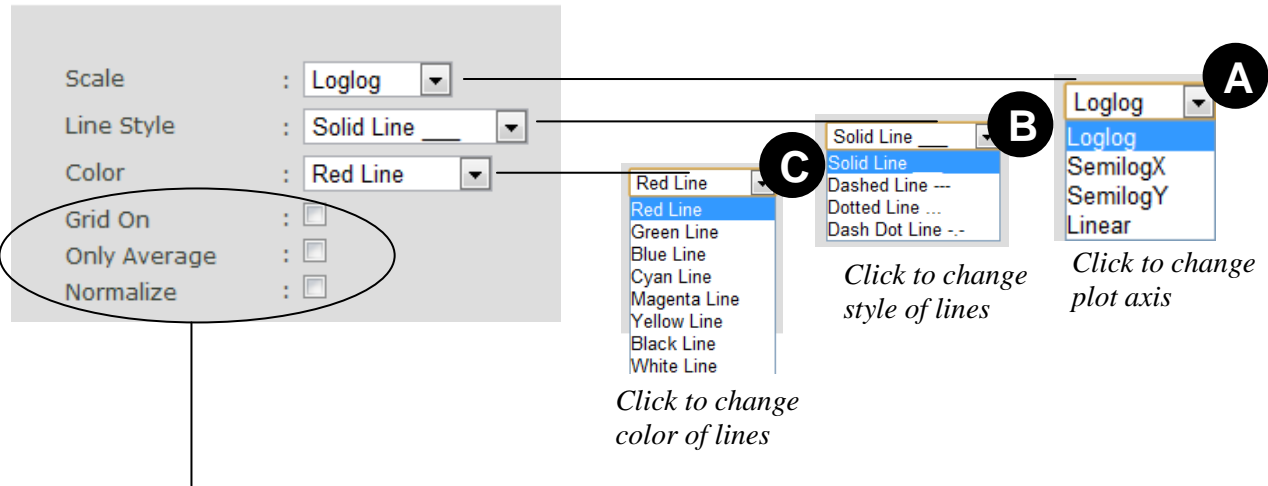 Scale : Loglog
Line Style : Solid Line ___
Color : Red Line
Grid On :
Only Average :
Normalize :
C
Red Line
Red Line
Green Line
Blue Line
Cyan Line
Magenta Line
Yellow Line
Black Line
White Line
Click to change
color of lines
B
Solid Line ___
Solid Line ___
Dashed Line ---
Dotted Line ...
Dash Dot Line -.-
Click to change
style of lines
A
Loglog
Loglog
SemilogX
SemilogY
Linear
Click to change
plot axis